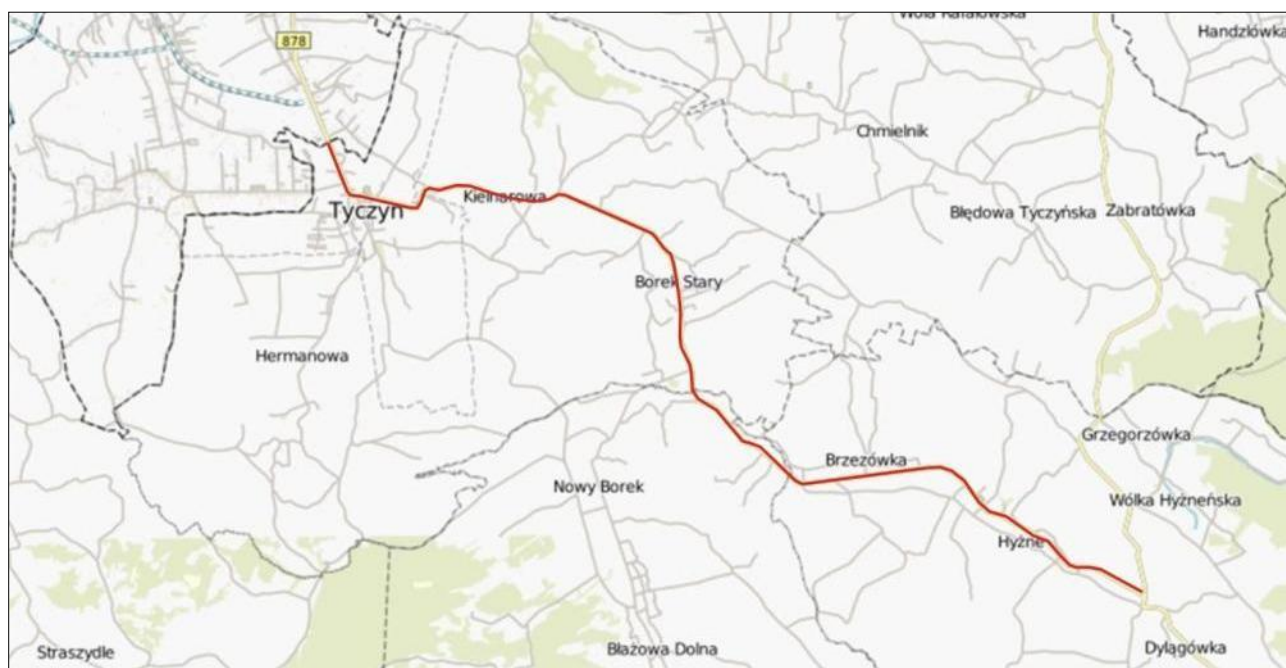 Wola Rafałowska
Handzlówka
878
Chmielnik
Kielnarowa
Tyczyn
Błędowa Tyczyńska
Zabratówka
Borek Stary
Hermanowa
Grzegorzówka
Brzezówka
Nowy Borek
Wólka Hyżneńska
Hyżne
Straszydle
Błażowa Dolna
Dylągówka